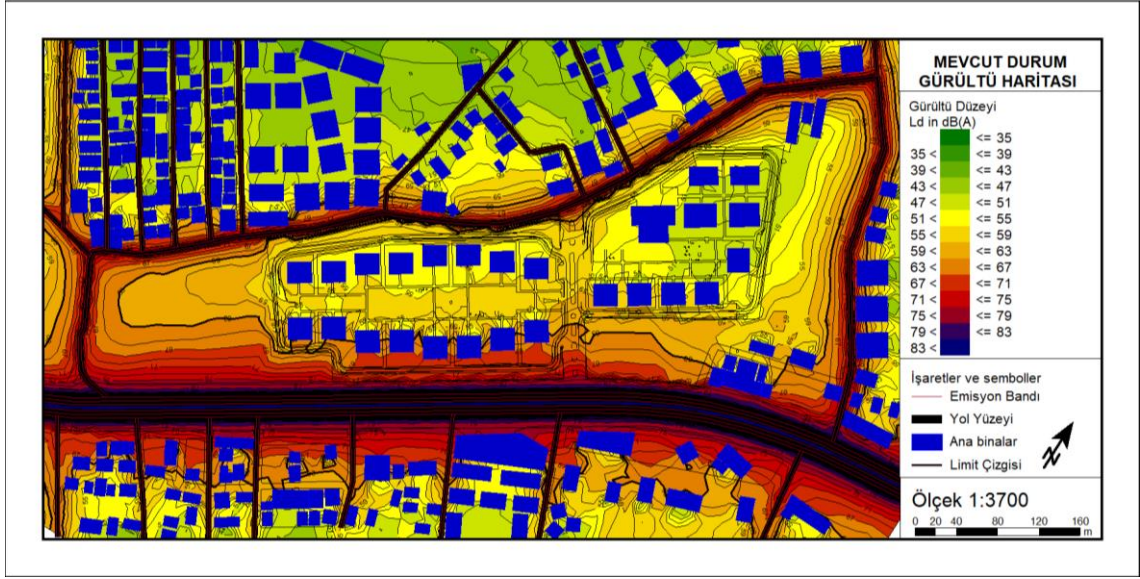 MEVCUT DURUM
GÜRÜLTÜ HARİTASI
Gürültü Düzeyi
Ld in dB(A)
<= 35
35 < <= 39
39 < <= 43
43 < <= 47
47 < <= 51
51 < <= 55
55 < <= 59
59 < <= 63
63 < <= 67
67 < <= 71
71 < <= 75
75 < <= 79
79 < <= 83
83 <
İşaretler ve semboller
Emisyon Bandı
Yol Yüzeyi
Ana binalar
Limit Çizgisi
Ölçek 1:3700
0 20 40 80 120 160
m